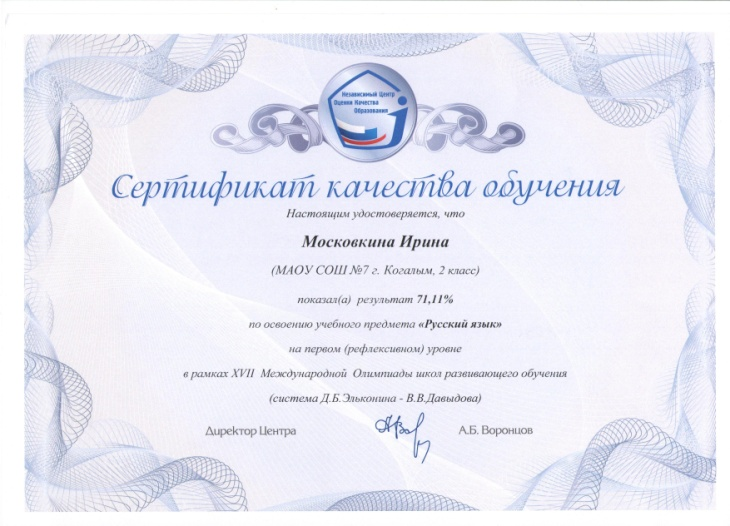 Независимый Центр
Оценки Качества
Образования
Сертификат качества обучения
Настоящим удостоверяется, что
Московкина Ирина
(МАОУ СОШ №7 г. Когалым, 2 класс)
показал(а) результат 71,11%
по освоению учебного предмета «Русский язык»
на первом (рефлексивном) уровне
в рамках XVII Международной Олимпиады школ развивающего обучения
(система Д.Б.Эльконина - В.В.Давыдова)
Директор Центра А.Б. Воронцов